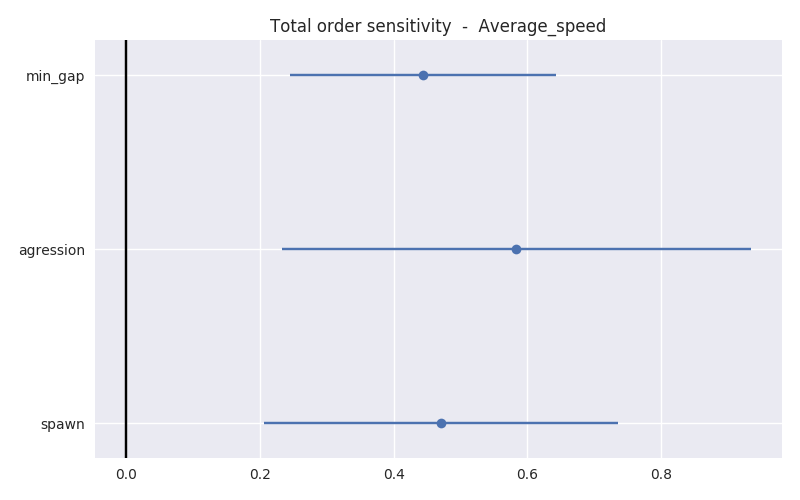 Total order sensitivity - Average_speed
min_gap
agression
spawn
0.0 0.2 0.4 0.6 0.8